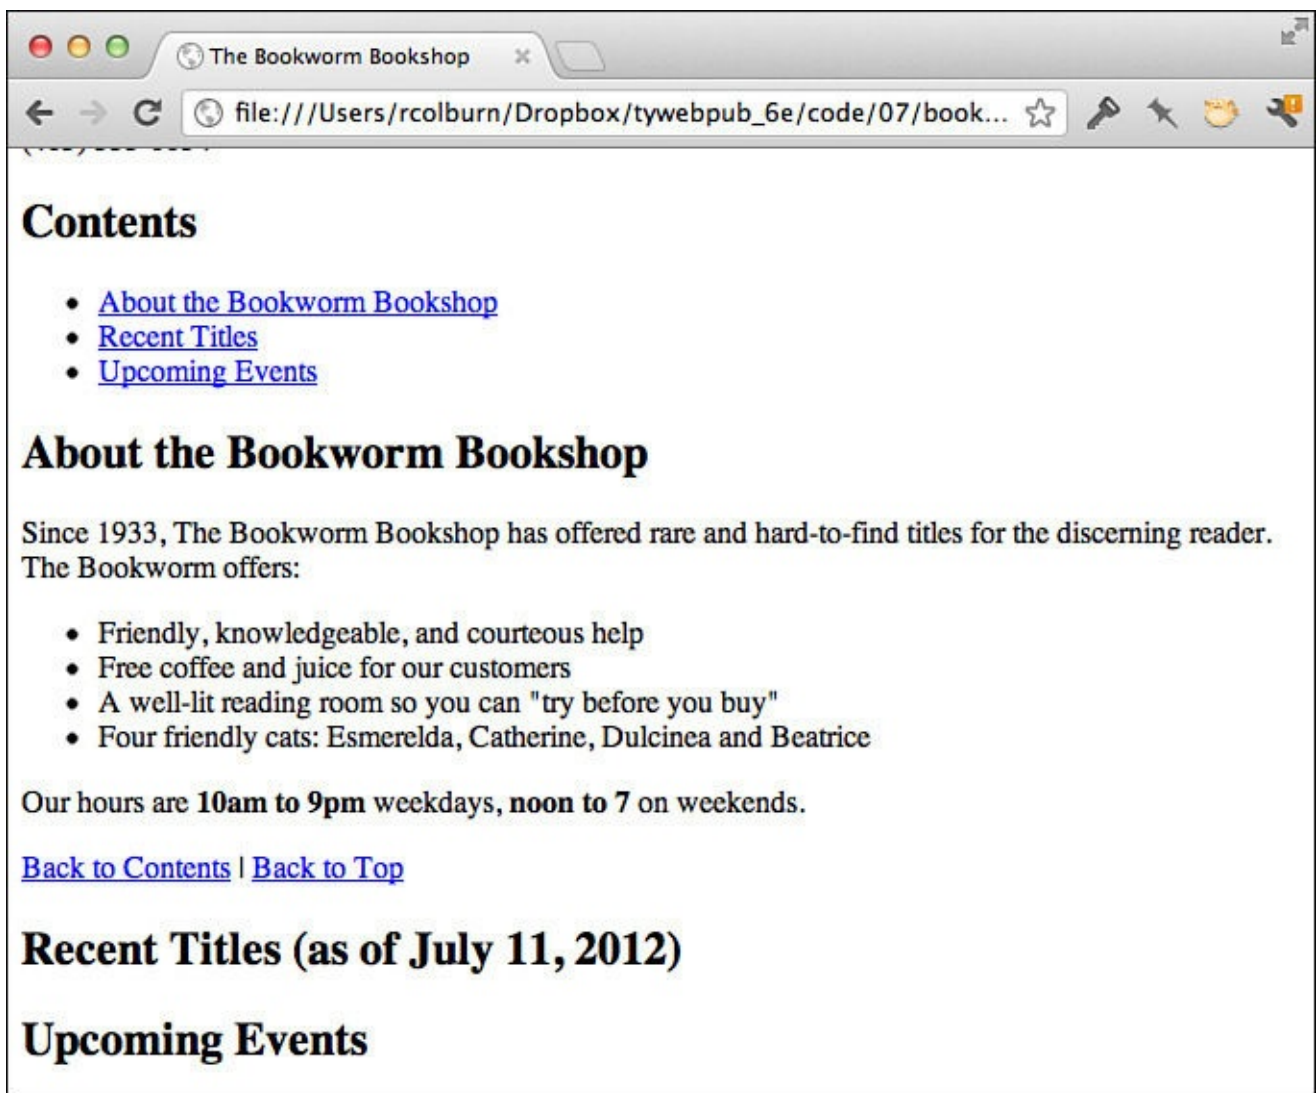 The Bookworm Bookshop
file:///Users/rcolburn/Dropbox/tywebpub_6e/code/07/book...
Contents
• About the Bookworm Bookshop
• Recent Titles
• Upcoming Events
About the Bookworm Bookshop
Since 1933, The Bookworm Bookshop has offered rare and hard-to-find titles for the discerning reader.
The Bookworm offers:
• Friendly, knowledgeable, and courteous help
• Free coffee and juice for our customers
• A well-lit reading room so you can "try before you buy"
• Four friendly cats: Esmerelda, Catherine, Dulcinea and Beatrice
Our hours are 10am to 9pm weekdays, noon to 7 on weekends.
Back to Contents | Back to Top
Recent Titles (as of July 11, 2012)
Upcoming Events